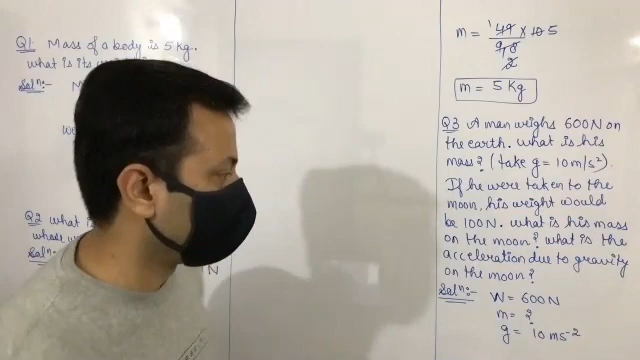 Q1 Mass of a body is 5 kg.
what is its
Solⁿ:- M
We
Q2 what is
whose w
Solⁿ:-
N
m = 49 × 10 5
9.8
2
m = 5 Kg
Q3 A man weighs 600N on
the earth. what is his
mass? (take g = 10 m/s²).
If he were taken to the
moon, his weight would
be 100N. what is his mass
on the moon? what is the
acceleration due to gravity
on the moon?
Solⁿ:- W = 600N
m = ?
g = 10 ms⁻²